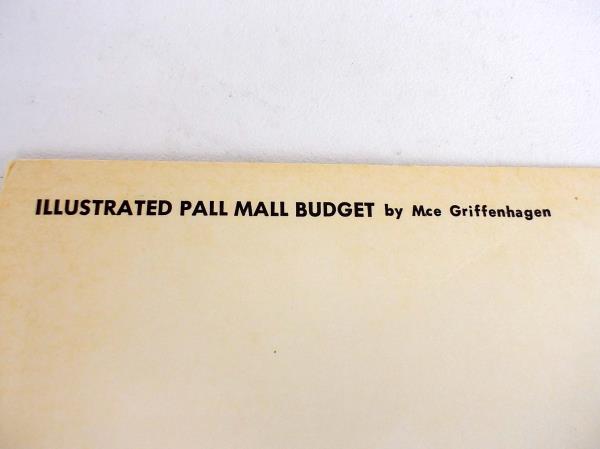 ILLUSTRATED PALL MALL BUDGET by Mce Griffenhagen